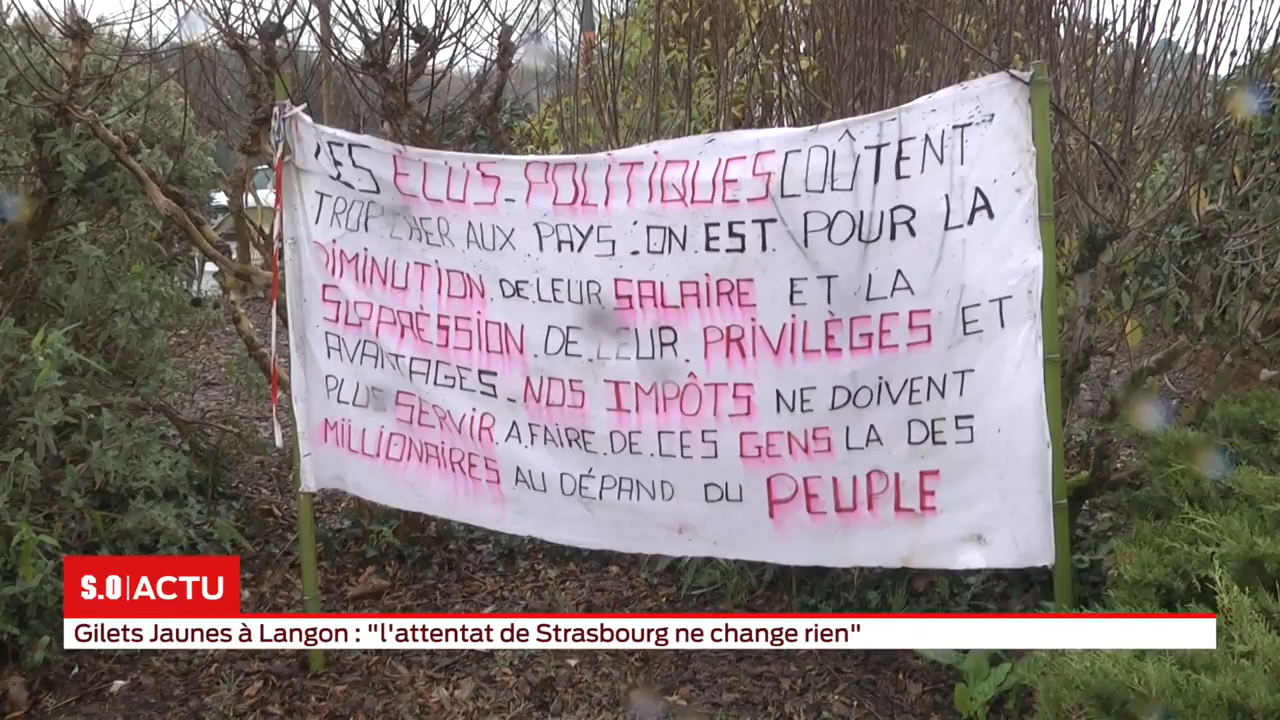 LES ÉLUS - POLITIQUES COÛTENT
TROP CHER AUX PAYS. ON EST POUR LA
DIMINUTION DE LEUR SALAIRE ET LA
SUPPRÉSSION DE LEUR PRIVILÈGES ET
AVANTAGES - NOS IMPÔTS NE DOIVENT
PLUS SERVIR A FAIRE DE CES GENS LA DES
MILLIONAIRES AU DÉPAND DU PEUPLE
S.O|ACTU
Gilets Jaunes à Langon : "l'attentat de Strasbourg ne change rien"